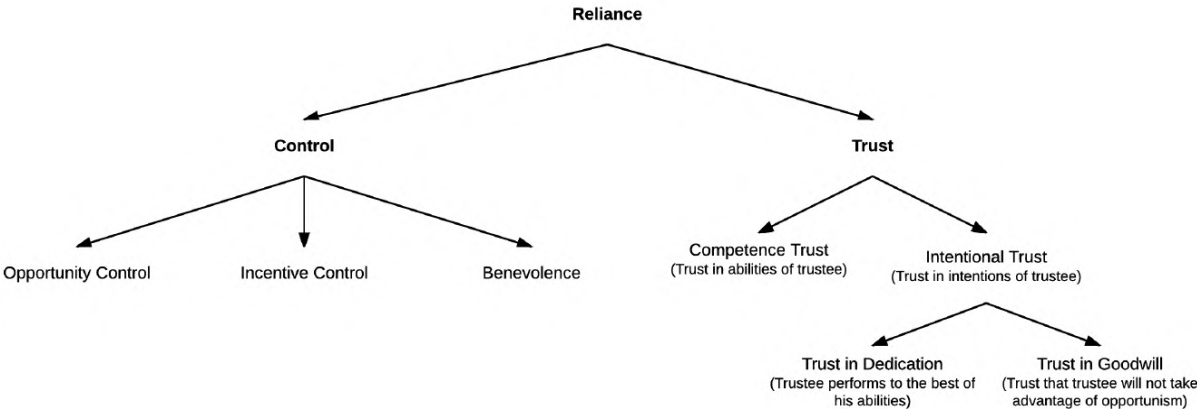 Reliance
Control
Trust
Opportunity Control
Incentive Control
Benevolence
Competence Trust
(Trust in abilities of trustee)
Intentional Trust
(Trust in intentions of trustee)
Trust in Dedication
(Trustee performs to the best of
his abilities)
Trust in Goodwill
(Trust that trustee will not take
advantage of opportunism)